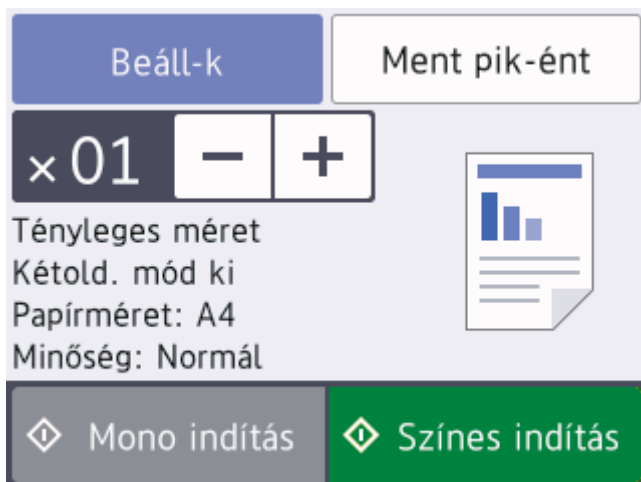 Beáll-k
Ment pik-ént
×01
− +
Tényleges méret
Kétold. mód ki
Papírméret: A4
Minőség: Normál
Mono indítás
Színes indítás